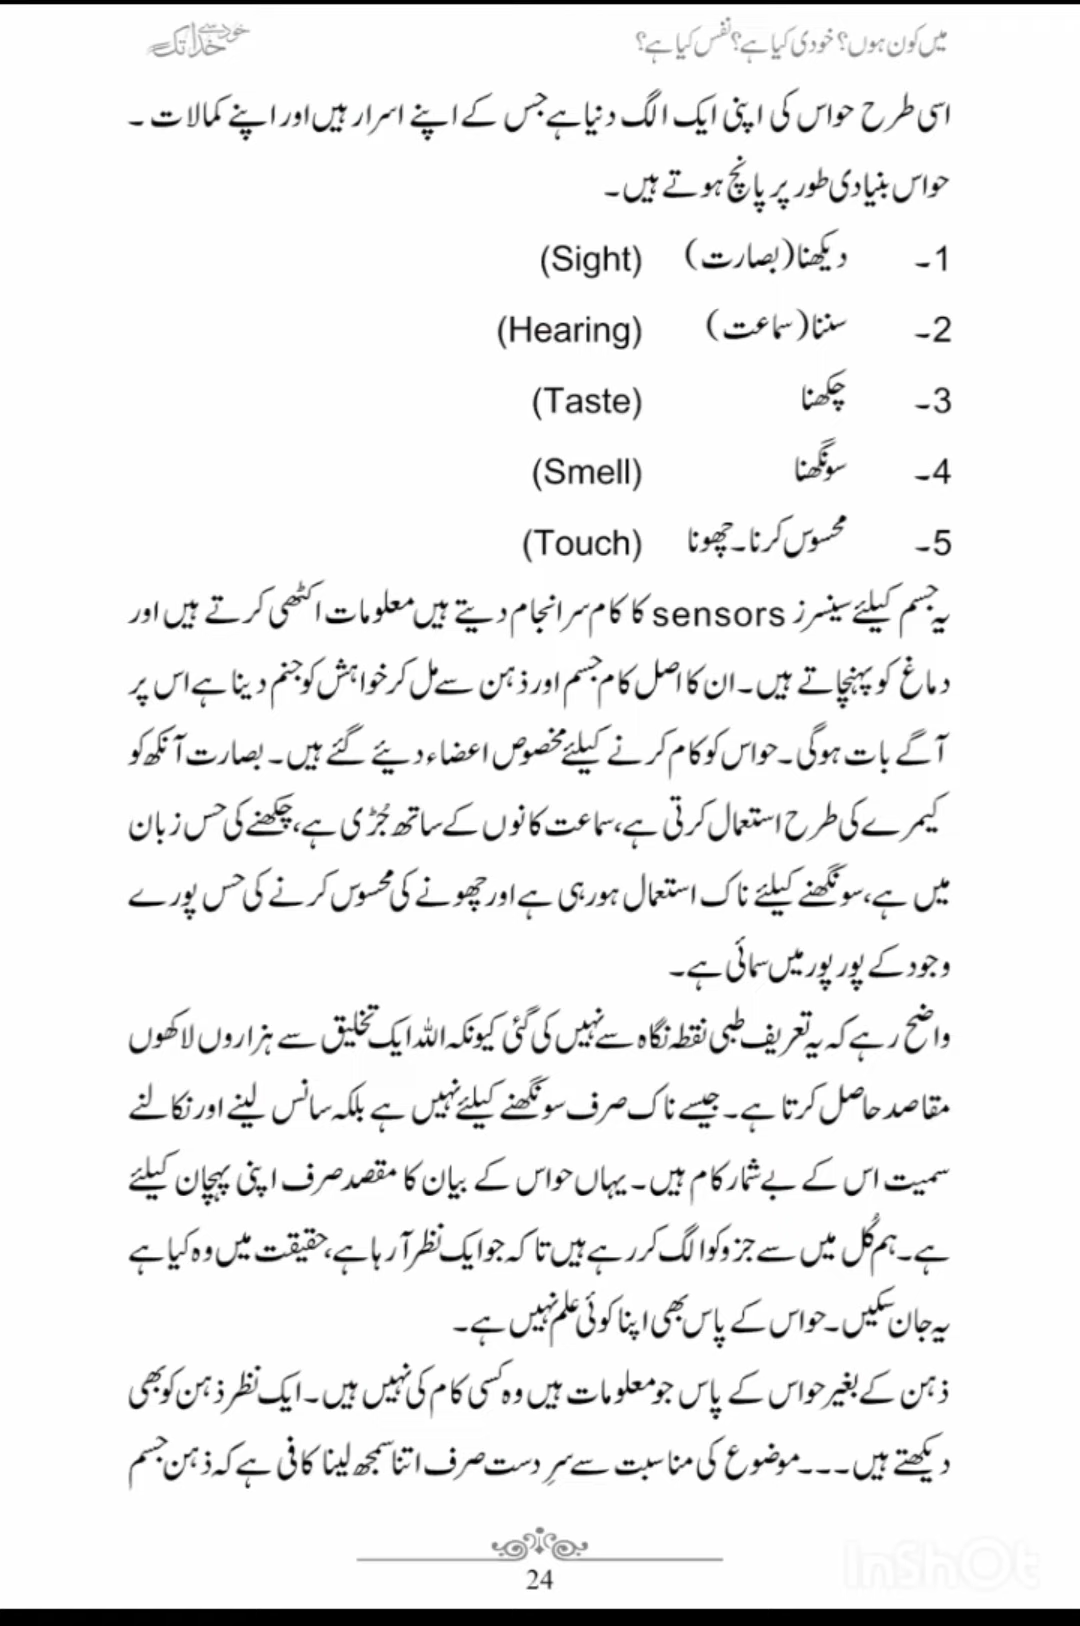 میں کون ہوں؟ خودی کیا ہے؟ نفس کیا ہے؟
خود سے خدا تک
اسی طرح حواس کی اپنی ایک الگ دنیا ہے جس کے اپنے اسرار ہیں اور اپنے کمالات ۔
حواس بنیادی طور پر پانچ ہوتے ہیں۔
1۔ دیکھنا (بصارت) (Sight)
2۔ سننا (سماعت) (Hearing)
3۔ چکھنا (Taste)
4۔ سونگھنا (Smell)
5۔ محسوس کرنا۔ چھونا (Touch)
یہ جسم کیلئے سینسرز sensors کا کام سرانجام دیتے ہیں معلومات اکٹھی کرتے ہیں اور
دماغ کو پہنچاتے ہیں۔ ان کا اصل کام جسم اور ذہن سے مل کر خواہش کو جنم دینا ہے اس پر
آگے بات ہوگی۔ حواس کو کام کرنے کیلئے مخصوص اعضاء دیئے گئے ہیں۔ بصارت آنکھ کو
کیمرے کی طرح استعمال کرتی ہے، سماعت کانوں کے ساتھ جُڑی ہے، چکھنے کی حس زبان
میں ہے، سونگھنے کیلئے ناک استعمال ہورہی ہے اور چھونے کی محسوس کرنے کی حس پورے
وجود کے پور پور میں سمائی ہے۔
واضح رہے کہ یہ تعریف طبی نقطہ نگاہ سے نہیں کی گئی کیونکہ اللہ ایک تخلیق سے ہزاروں لاکھوں
مقاصد حاصل کرتا ہے۔ جیسے ناک صرف سونگھنے کیلئے نہیں ہے بلکہ سانس لینے اور نکالنے
سمیت اس کے بے شمار کام ہیں۔ یہاں حواس کے بیان کا مقصد صرف اپنی پہچان کیلئے
ہے۔ ہم کُل میں سے جزو کو الگ کررہے ہیں تا کہ جو ایک نظر آرہا ہے، حقیقت میں وہ کیا ہے
یہ جان سکیں۔ حواس کے پاس بھی اپنا کوئی علم نہیں ہے۔
ذہن کے بغیر حواس کے پاس جو معلومات ہیں وہ کسی کام کی نہیں ہیں۔ ایک نظر ذہن کو بھی
دیکھتے ہیں۔۔۔ موضوع کی مناسبت سے سرِ دست صرف اتنا سمجھ لینا کافی ہے کہ ذہن جسم
24
InShOt